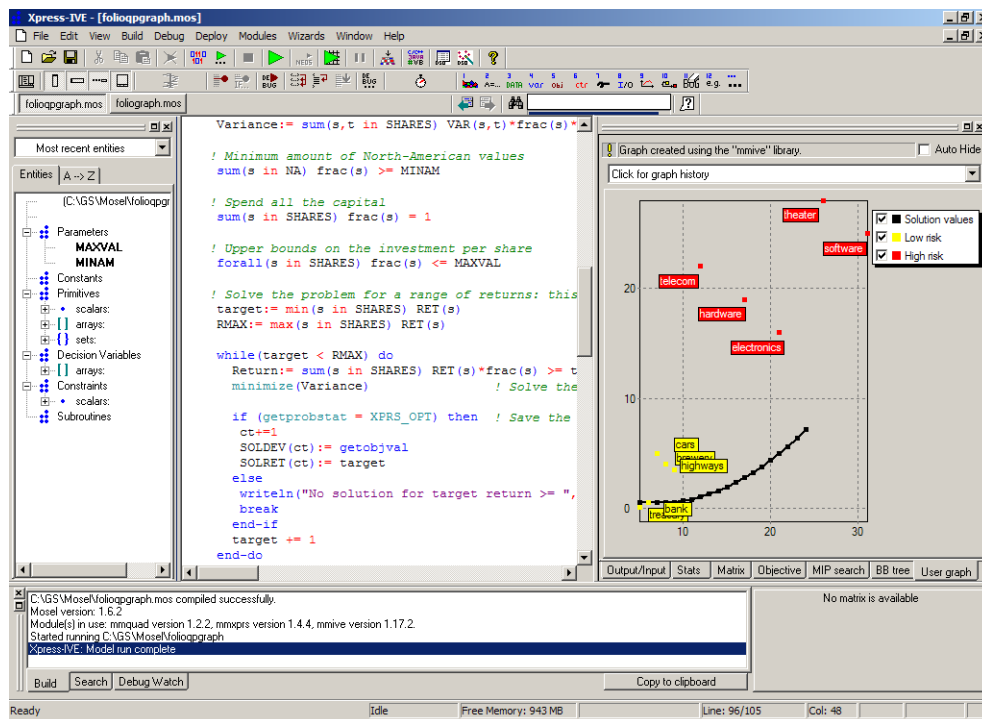 Xpress-IVE - [folioqpgraph.mos]
File Edit View Build Debug Deploy Modules Wizards Window Help
folioqpgraph.mos foliograph.mos
Most recent entities
Entities A --> Z
(C:\GS\Mosel\folioqpgr
Parameters
MAXVAL
MINAM
Constants
Primitives
scalars:
arrays:
sets:
Decision Variables
arrays:
Constraints
scalars:
Subroutines
Variance:= sum(s,t in SHARES) VAR(s,t)*frac(s)*
! Minimum amount of North-American values
sum(s in NA) frac(s) >= MINAM
! Spend all the capital
sum(s in SHARES) frac(s) = 1
! Upper bounds on the investment per share
forall(s in SHARES) frac(s) <= MAXVAL
! Solve the problem for a range of returns: this
target:= min(s in SHARES) RET(s)
RMAX:= max(s in SHARES) RET(s)
while(target < RMAX) do
Return:= sum(s in SHARES) RET(s)*frac(s) >= t
minimize(Variance) ! Solve the
if (getprobstat = XPRS_OPT) then ! Save the
ct+=1
SOLDEV(ct):= getobjval
SOLRET(ct):= target
else
writeln("No solution for target return >= ",
break
end-if
target += 1
end-do
Graph created using the "mmive" library.
Auto Hide
Click for graph history
Solution values
Low risk
High risk
theater
software
telecom
hardware
electronics
cars
brewery
highways
bank
treasury
20
10
0
10 20 30
Output/Input Stats Matrix Objective MIP search BB tree User graph
C:\GS\Mosel\folioqpgraph.mos compiled successfully.
Mosel version: 1.6.2
Module(s) in use: mmquad version 1.2.2, mmxprs version 1.4.4, mmive version 1.17.2.
Started running C:\GS\Mosel\folioqpgraph
Xpress-IVE: Model run complete
Build Search Debug Watch
Copy to clipboard
No matrix is available
Ready Idle Free Memory: 943 MB Line: 96/105 Col: 48